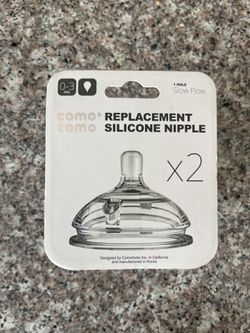 0-3
1 HOLE
Slow Flow
como
tomo
REPLACEMENT
SILICONE NIPPLE
x2
Designed by Comotomo Inc. in California
and manufactured in Korea